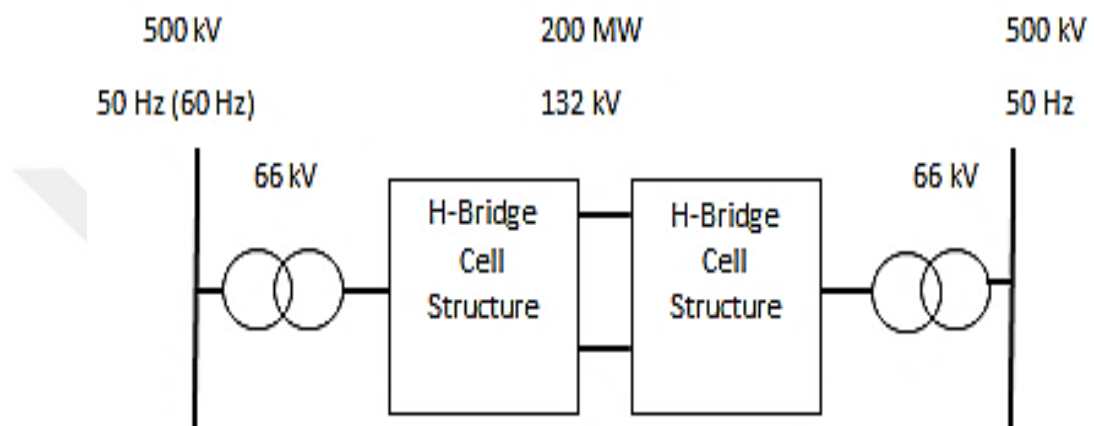 500 kV
200 MW
500 kV
50 Hz (60 Hz)
132 kV
50 Hz
66 kV
66 kV
H-Bridge
Cell
Structure
H-Bridge
Cell
Structure